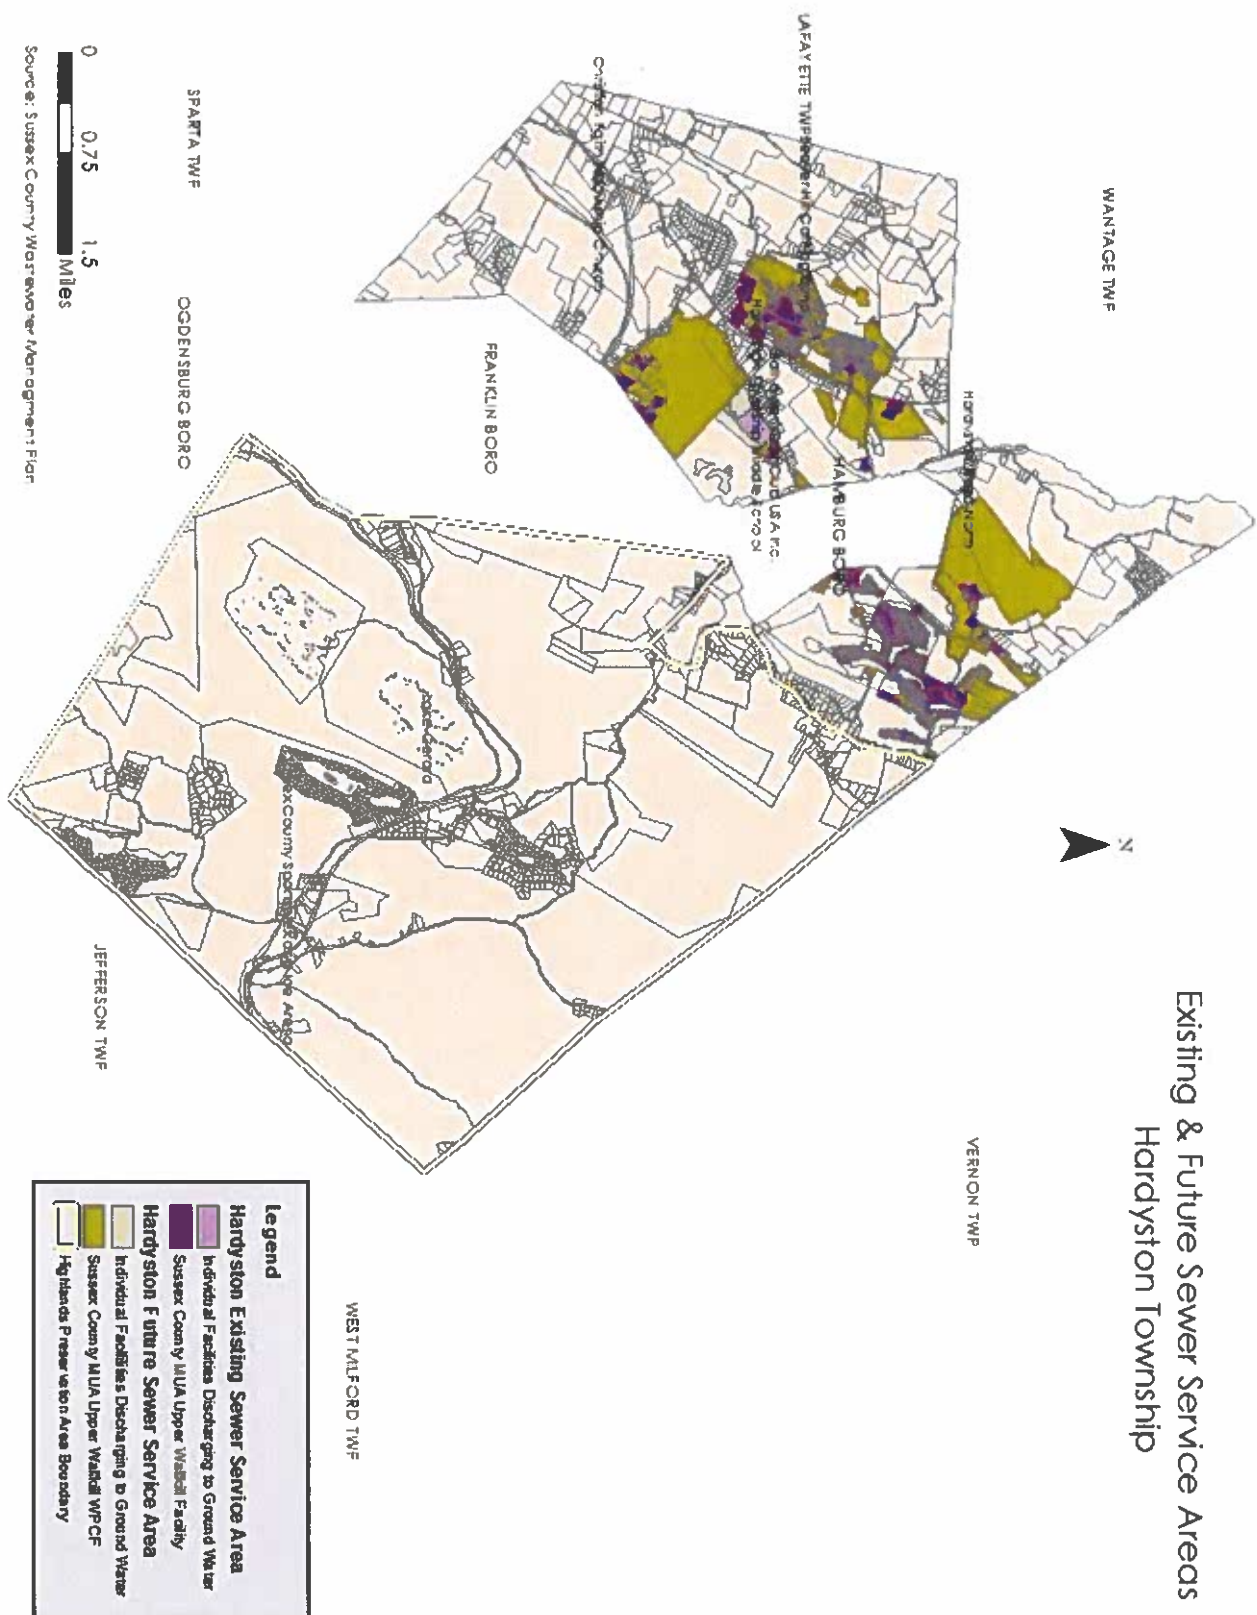 Existing & Future Sewer Service Areas
Hardyston Township
WANTAGE TWP
VERNON TWP
N
LAFAYETTE TWP
HAMBURG BORO
FRANKLIN BORO
WEST MILFORD TWP
SPARTA TWP
OGDENSBURG BORO
JEFFERSON TWP
Lake Gerard
Legend
Hardyston Existing Sewer Service Area
Individual Facilities Discharging to Ground Water
Sussex County MUA Upper Wallkill Facility
Hardyston Future Sewer Service Area
Individual Facilities Discharging to Ground Water
Sussex County MUA Upper Wallkill WPCF
Highlands Preservation Area Boundary
0 0.75 1.5
Miles
Source: Sussex County Wastewater Managment Plan